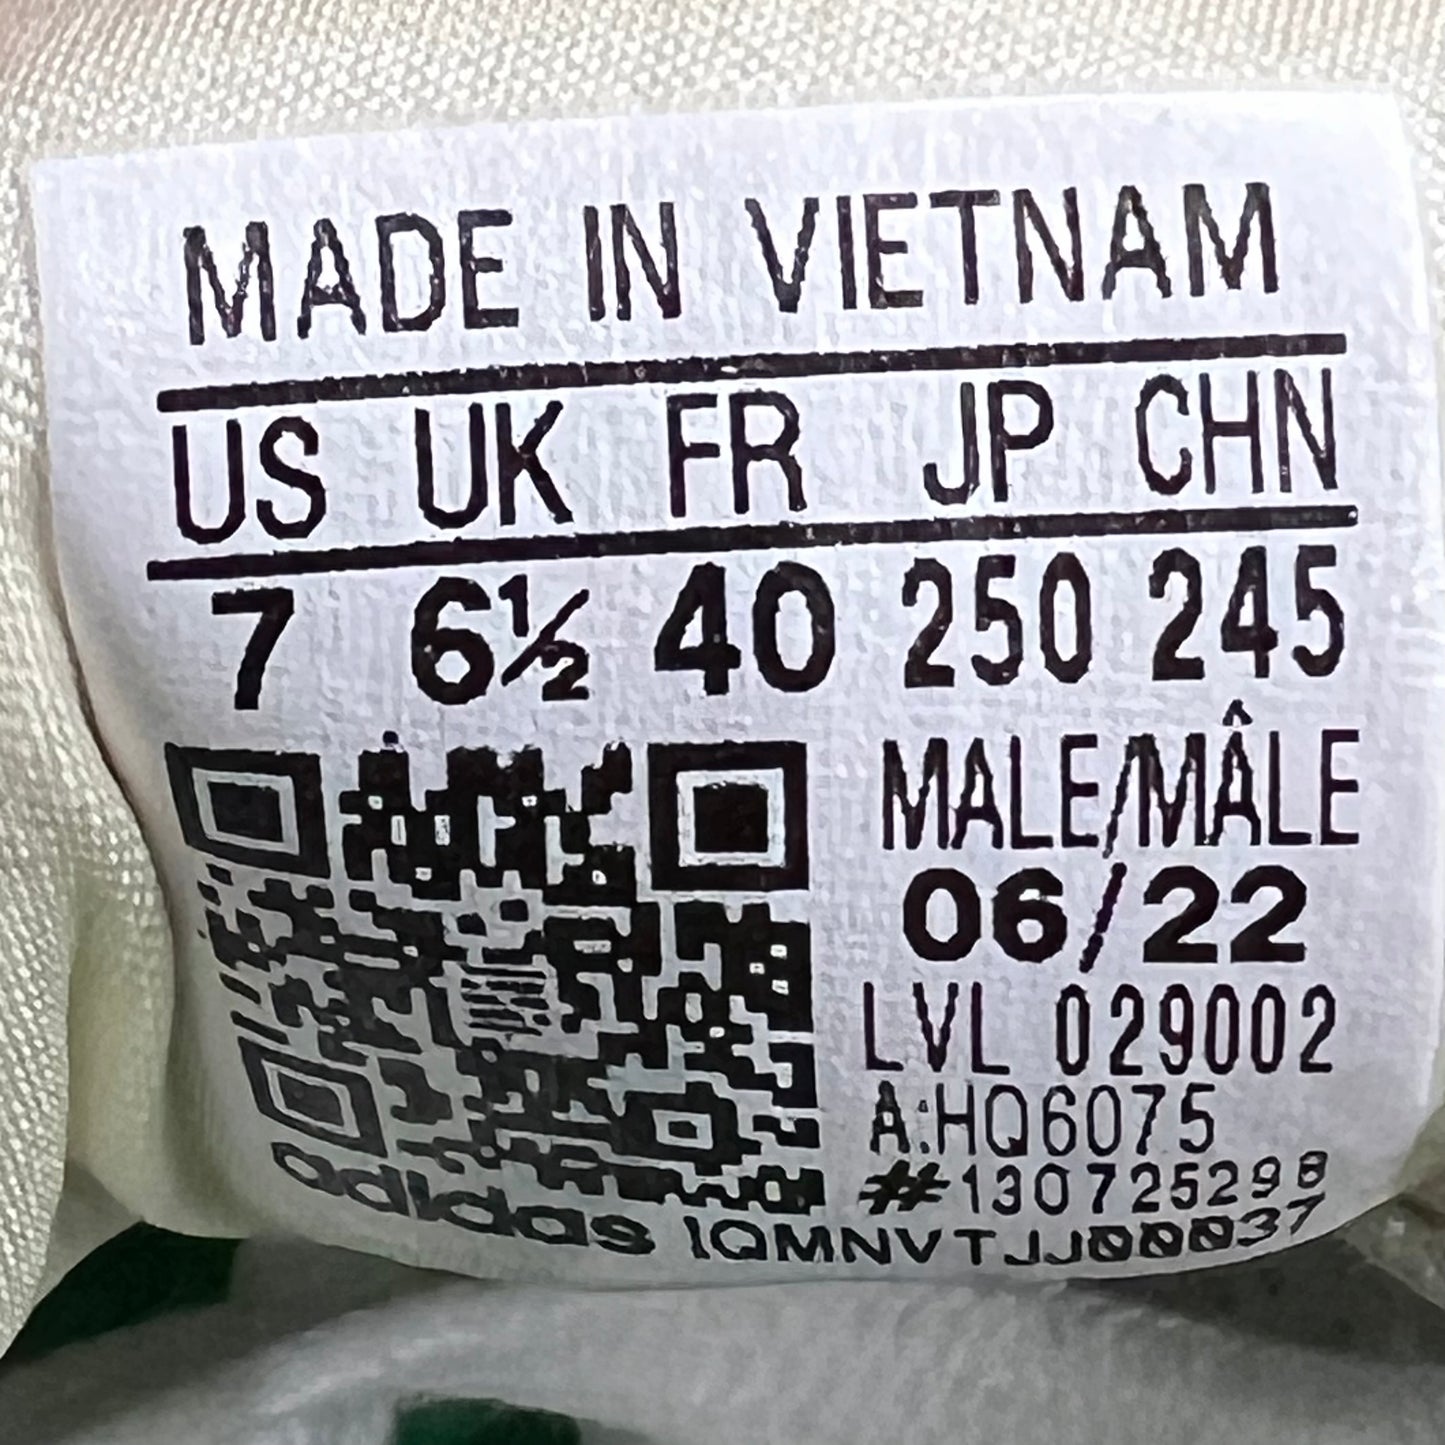 MADE IN VIETNAM
US UK FR JP CHN
7 6½ 40 250 245
MALE/MÂLE
06/22
LVL 029002
A:HQ6075
#130725298
adidas 1QMNVTJJ00037